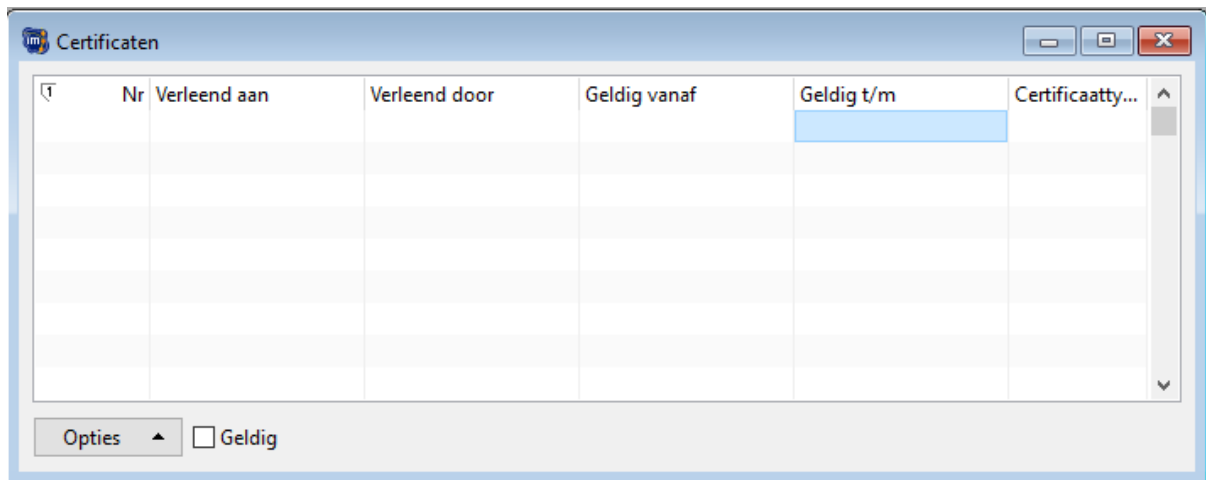 Certificaten
1 Nr Verleend aan Verleend door Geldig vanaf Geldig t/m Certificaatty...
Opties Geldig